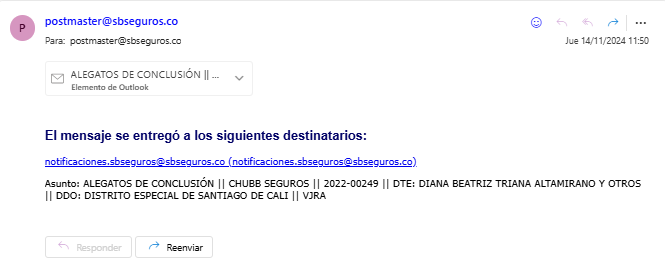 P
postmaster@sbseguros.co
Para: postmaster@sbseguros.co
Jue 14/11/2024 11:50
ALEGATOS DE CONCLUSIÓN || ...
Elemento de Outlook
El mensaje se entregó a los siguientes destinatarios:
notificaciones.sbseguros@sbseguros.co (notificaciones.sbseguros@sbseguros.co)
Asunto: ALEGATOS DE CONCLUSIÓN || CHUBB SEGUROS || 2022-00249 || DTE: DIANA BEATRIZ TRIANA ALTAMIRANO Y OTROS
|| DDO: DISTRITO ESPECIAL DE SANTIAGO DE CALI || VJRA
Responder
Reenviar